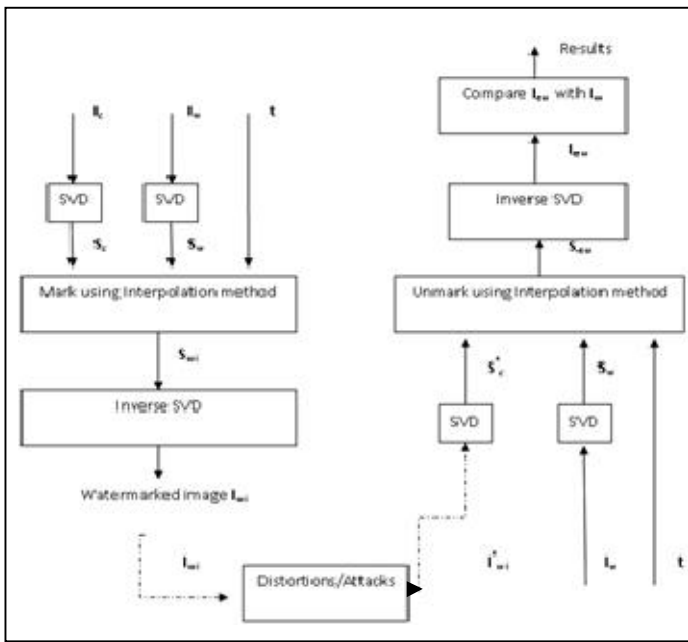 Results
Compare I_ew with I_w
I_c I_w t
I_ew
SVD SVD
Inverse SVD
S_c S_w
S_ew
Mark using Interpolation method
Unmark using Interpolation method
S_wi
S*_c S_w
Inverse SVD
SVD SVD
Watermarked image I_wi
I_wi
Distortions/Attacks
I*_wi I_w t